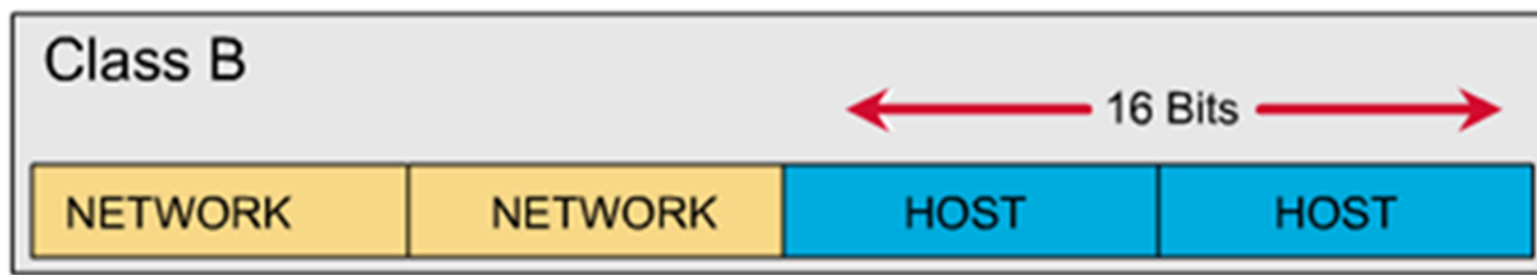 Class B
16 Bits
NETWORK NETWORK HOST HOST